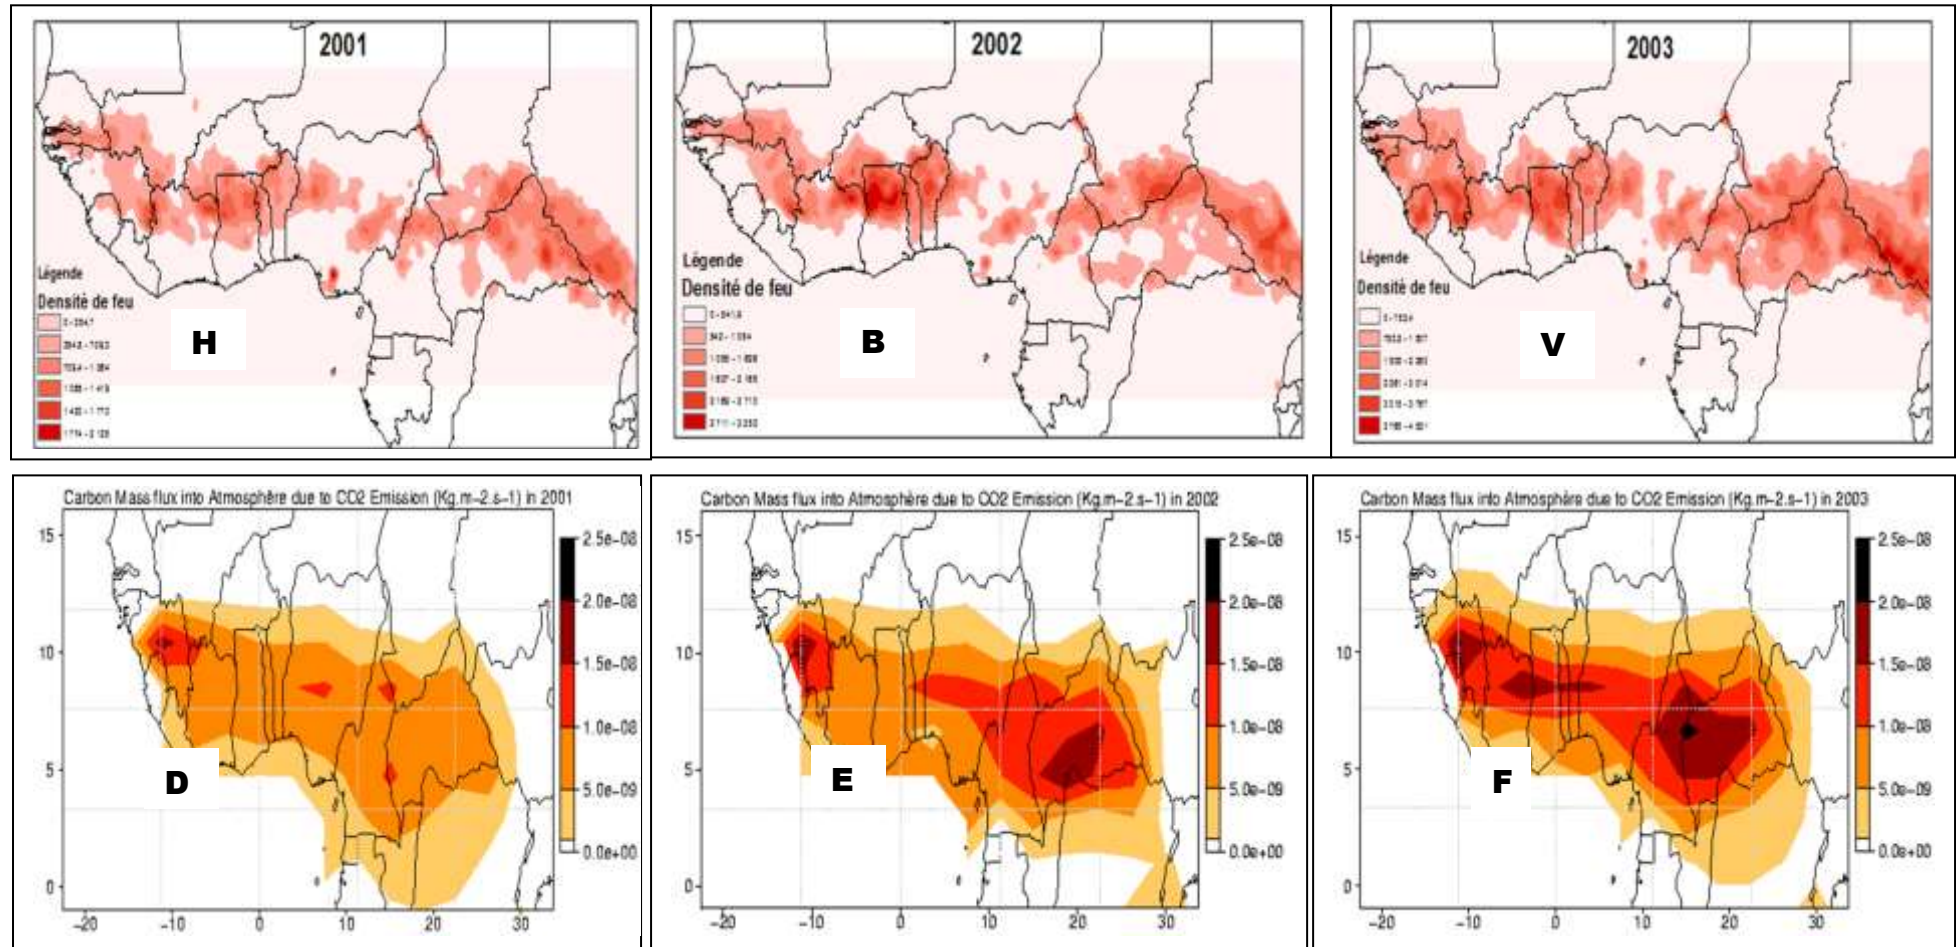 2001
Légende
Densité de feu
H
2002
Légende
Densité de feu
B
2003
Légende
Densité de feu
V
Carbon Mass flux into Atmosphère due to CO2 Emission (Kg.m-2.s-1) in 2001
15
10
5
0
-20
-10
0
10
20
30
2.5e-08
2.0e-08
1.5e-08
1.0e-08
5.0e-09
0.0e+00
D
Carbon Mass flux into Atmosphère due to CO2 Emission (Kg.m-2.s-1) in 2002
15
10
5
0
-20
-10
0
10
20
30
2.5e-08
2.0e-08
1.5e-08
1.0e-08
5.0e-09
0.0e+00
E
Carbon Mass flux into Atmosphère due to CO2 Emission (Kg.m-2.s-1) in 2003
15
10
5
0
-20
-10
0
10
20
30
2.5e-08
2.0e-08
1.5e-08
1.0e-08
5.0e-09
0.0e+00
F